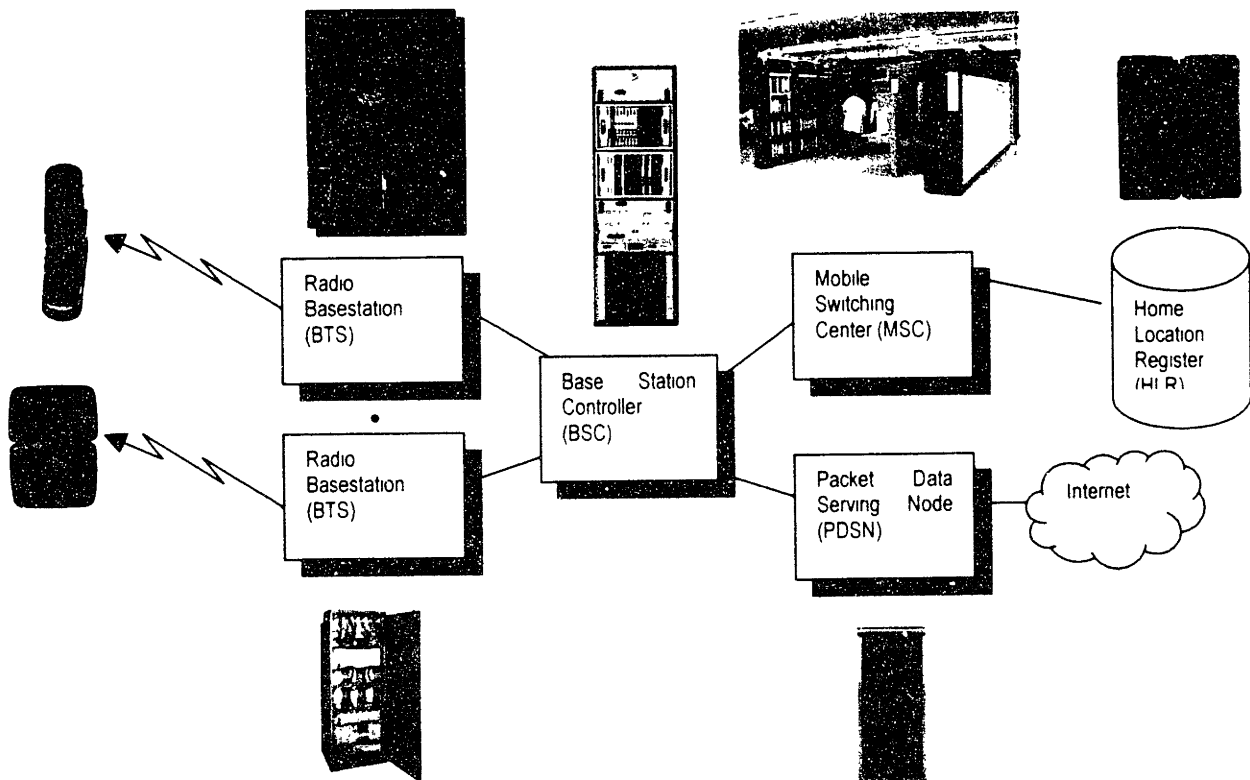 Radio
Basestation
(BTS)
Radio
Basestation
(BTS)
Base Station
Controller
(BSC)
Mobile
Switching
Center (MSC)
Home
Location
Register
(HLR)
Packet Data
Serving Node
(PDSN)
Internet